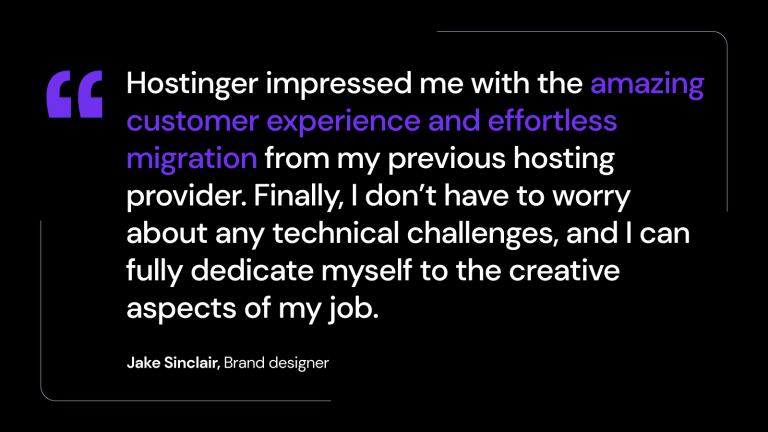 Hostinger impressed me with the amazing
customer experience and effortless
migration from my previous hosting
provider. Finally, I don’t have to worry
about any technical challenges, and I can
fully dedicate myself to the creative
aspects of my job.
Jake Sinclair, Brand designer